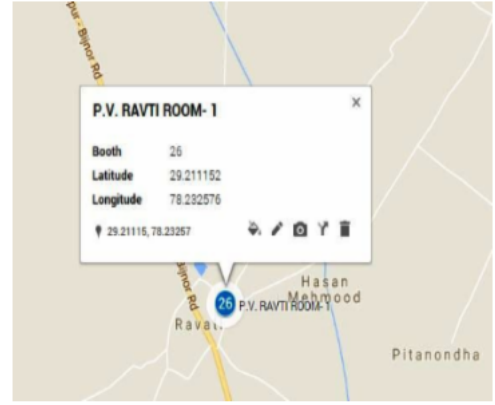 pur - Bijnor Rd
P.V. RAVTI ROOM- 1
Booth 26
Latitude 29.211152
Longitude 78.232576
29.21115, 78.23257
Bijnor Rd
26
P.V. RAVTI ROOM-1
Hasan
Mehmood
Pitanondha